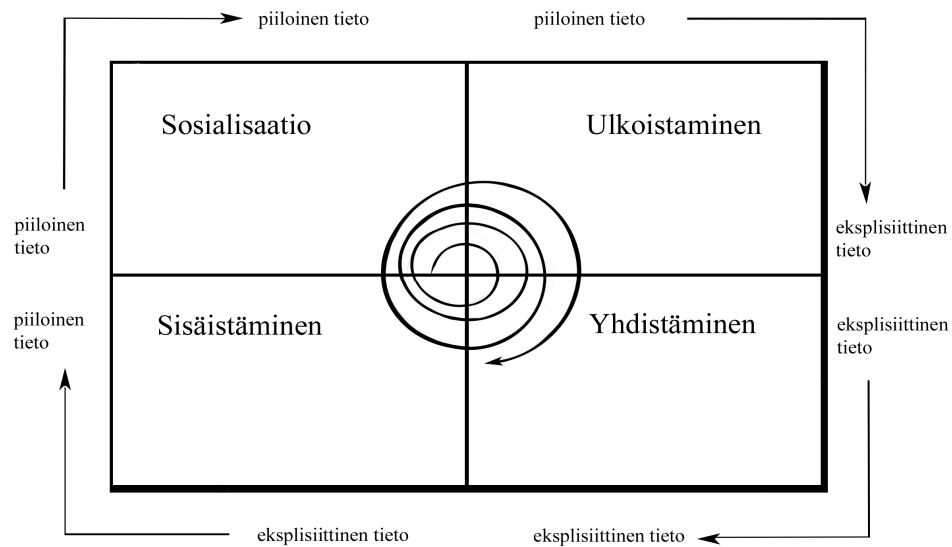 piiloinen tieto
piiloinen tieto
Sosialisaatio
Ulkoistaminen
piiloinen
tieto
eksplisiittinen
tieto
piiloinen
tieto
Sisäistäminen
Yhdistäminen
eksplisiittinen
tieto
eksplisiittinen tieto
eksplisiittinen tieto